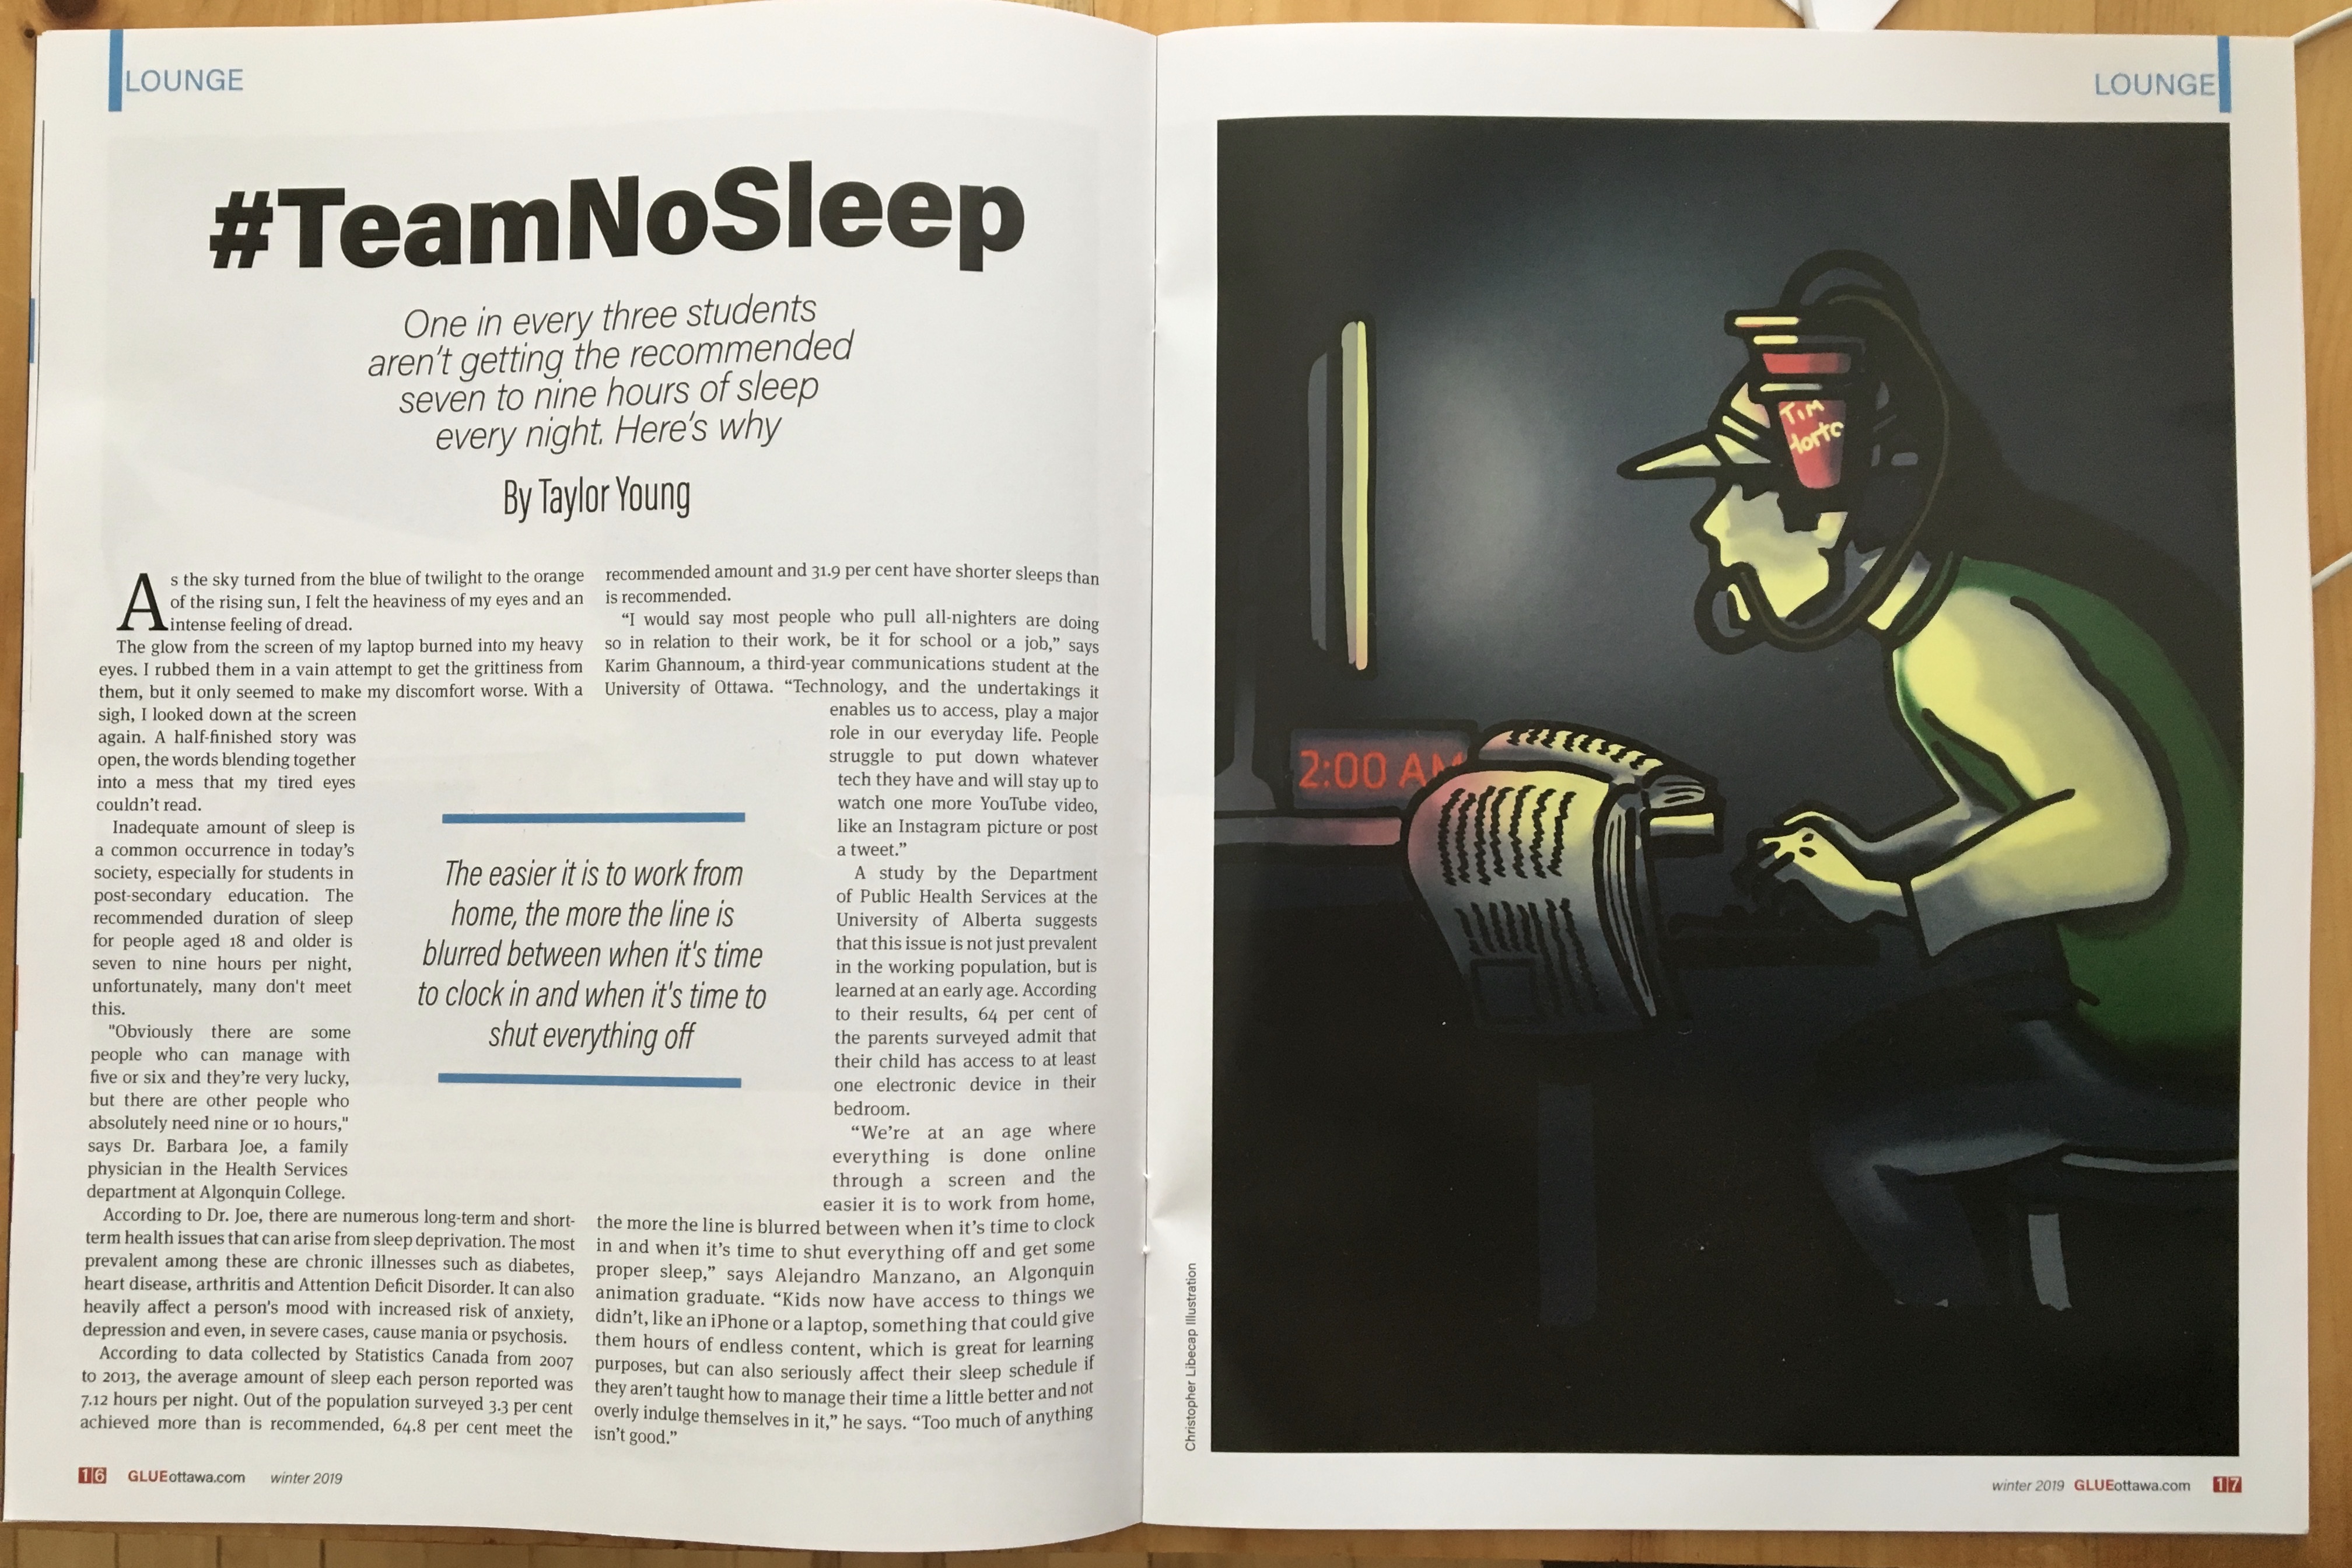 LOUNGE
#TeamNoSleep
One in every three students
aren't getting the recommended
seven to nine hours of sleep
every night. Here's why
By Taylor Young
As the sky turned from the blue of twilight to the orange
of the rising sun, I felt the heaviness of my eyes and an
intense feeling of dread.
The glow from the screen of my laptop burned into my heavy
eyes. I rubbed them in a vain attempt to get the grittiness from
them, but it only seemed to make my discomfort worse. With a
sigh, I looked down at the screen
again. A half-finished story was
open, the words blending together
into a mess that my tired eyes
couldn't read.
Inadequate amount of sleep is
a common occurrence in today's
society, especially for students in
post-secondary education. The
recommended duration of sleep
for people aged 18 and older is
seven to nine hours per night,
unfortunately, many don't meet
this.
"Obviously there are some
people who can manage with
five or six and they're very lucky,
but there are other people who
absolutely need nine or 10 hours,"
says Dr. Barbara Joe, a family
physician in the Health Services
department at Algonquin College.
According to Dr. Joe, there are numerous long-term and short-
term health issues that can arise from sleep deprivation. The most
prevalent among these are chronic illnesses such as diabetes,
heart disease, arthritis and Attention Deficit Disorder. It can also
heavily affect a person's mood with increased risk of anxiety,
depression and even, in severe cases, cause mania or psychosis.
According to data collected by Statistics Canada from 2007
to 2013, the average amount of sleep each person reported was
7.12 hours per night. Out of the population surveyed 3.3 per cent
achieved more than is recommended, 64.8 per cent meet the
recommended amount and 31.9 per cent have shorter sleeps than
is recommended.
“I would say most people who pull all-nighters are doing
so in relation to their work, be it for school or a job,” says
Karim Ghannoum, a third-year communications student at the
University of Ottawa. “Technology, and the undertakings it
enables us to access, play a major
role in our everyday life. People
struggle to put down whatever
tech they have and will stay up to
watch one more YouTube video,
like an Instagram picture or post
a tweet.”
A study by the Department
of Public Health Services at the
University of Alberta suggests
that this issue is not just prevalent
in the working population, but is
learned at an early age. According
to their results, 64 per cent of
the parents surveyed admit that
their child has access to at least
one electronic device in their
bedroom.
“We're at an age where
everything is done online
through a screen and the
easier it is to work from home,
the more the line is blurred between when it's time to clock
in and when it's time to shut everything off and get some
proper sleep,” says Alejandro Manzano, an Algonquin
animation graduate. “Kids now have access to things we
didn't, like an iPhone or a laptop, something that could give
them hours of endless content, which is great for learning
purposes, but can also seriously affect their sleep schedule if
they aren't taught how to manage their time a little better and not
overly indulge themselves in it,” he says. “Too much of anything
isn't good.”
The easier it is to work from
home, the more the line is
blurred between when it's time
to clock in and when it's time to
shut everything off
16 GLUEottawa.com winter 2019
LOUNGE
Tim
Horto
2:00 AM
Christopher Libecap Illustration
winter 2019 GLUEottawa.com 17